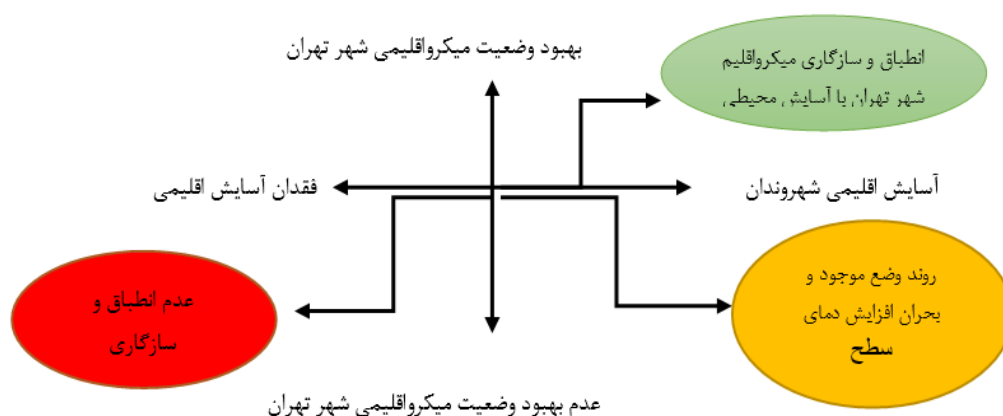 بهبود وضعیت میکرواقلیمی شهر تهران
انطباق و سازگاری میکرواقلیم
شهر تهران با آسایش محیطی
آسایش اقلیمی شهروندان
فقدان آسایش اقلیمی
روند وضع موجود و
بحران افزایش دمای
سطح
عدم انطباق و
سازگاری
عدم بهبود وضعیت میکرواقلیمی شهر تهران